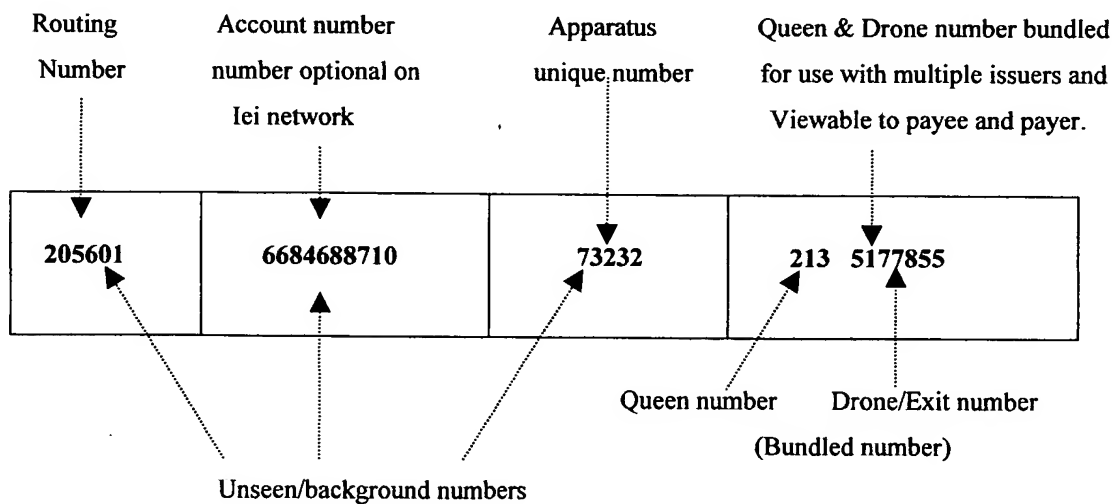 Routing
Number
Account number
number optional on
Iei network
Apparatus
unique number
Queen & Drone number bundled
for use with multiple issuers and
Viewable to payee and payer.
205601
6684688710
73232
213 5177855
Queen number
Drone/Exit number
(Bundled number)
Unseen/background numbers